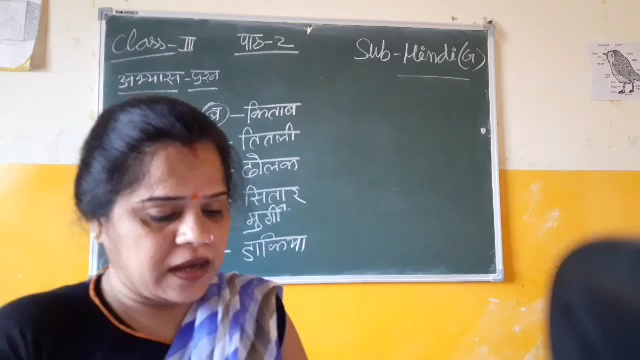 Class-III पाठ-2 Sub-Hindi(G)
अभ्यास-प्रश्न
ब)-किताब
-तितली
-ढोलक
-सितार
मुर्गी
-डाकिया